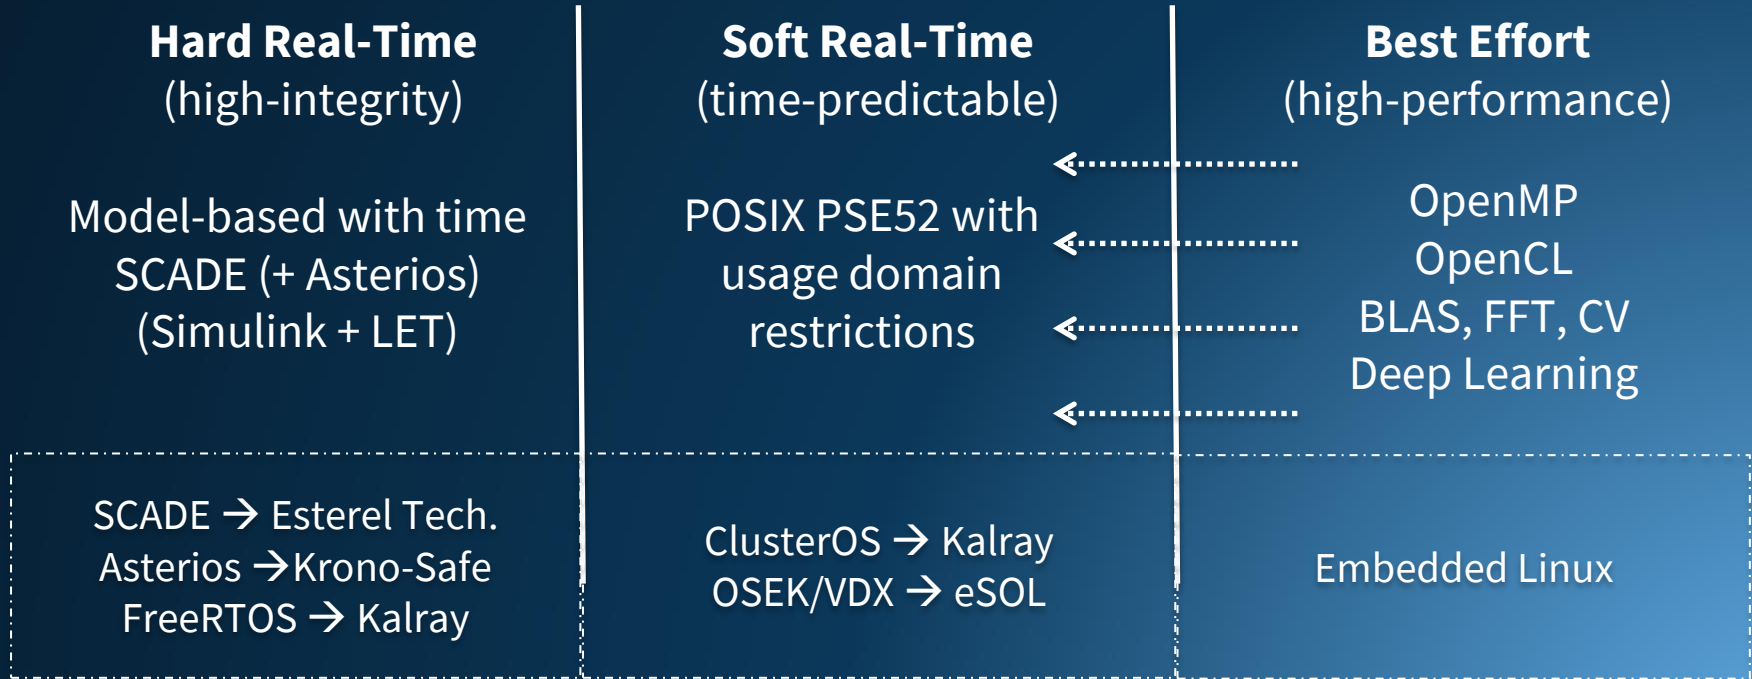 Hard Real-Time
(high-integrity)
Model-based with time
SCADE (+ Asterios)
(Simulink + LET)
SCADE → Esterel Tech.
Asterios →Krono-Safe
FreeRTOS → Kalray
Soft Real-Time
(time-predictable)
POSIX PSE52 with
usage domain
restrictions
ClusterOS → Kalray
OSEK/VDX → eSOL
Best Effort
(high-performance)
OpenMP
OpenCL
BLAS, FFT, CV
Deep Learning
Embedded Linux